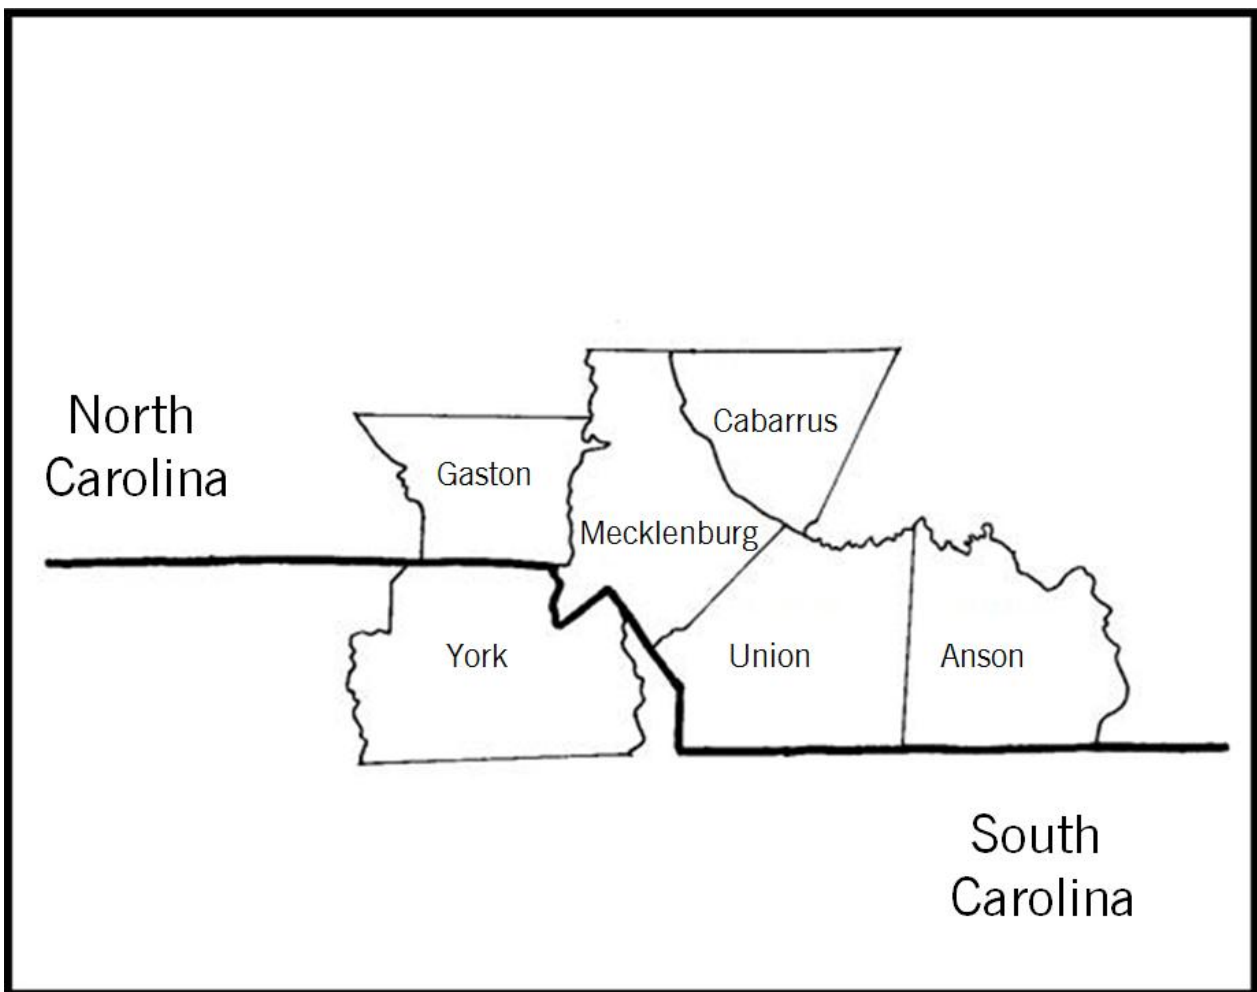 North
Carolina
Cabarrus
Gaston
Mecklenburg
York
Union
Anson
South
Carolina